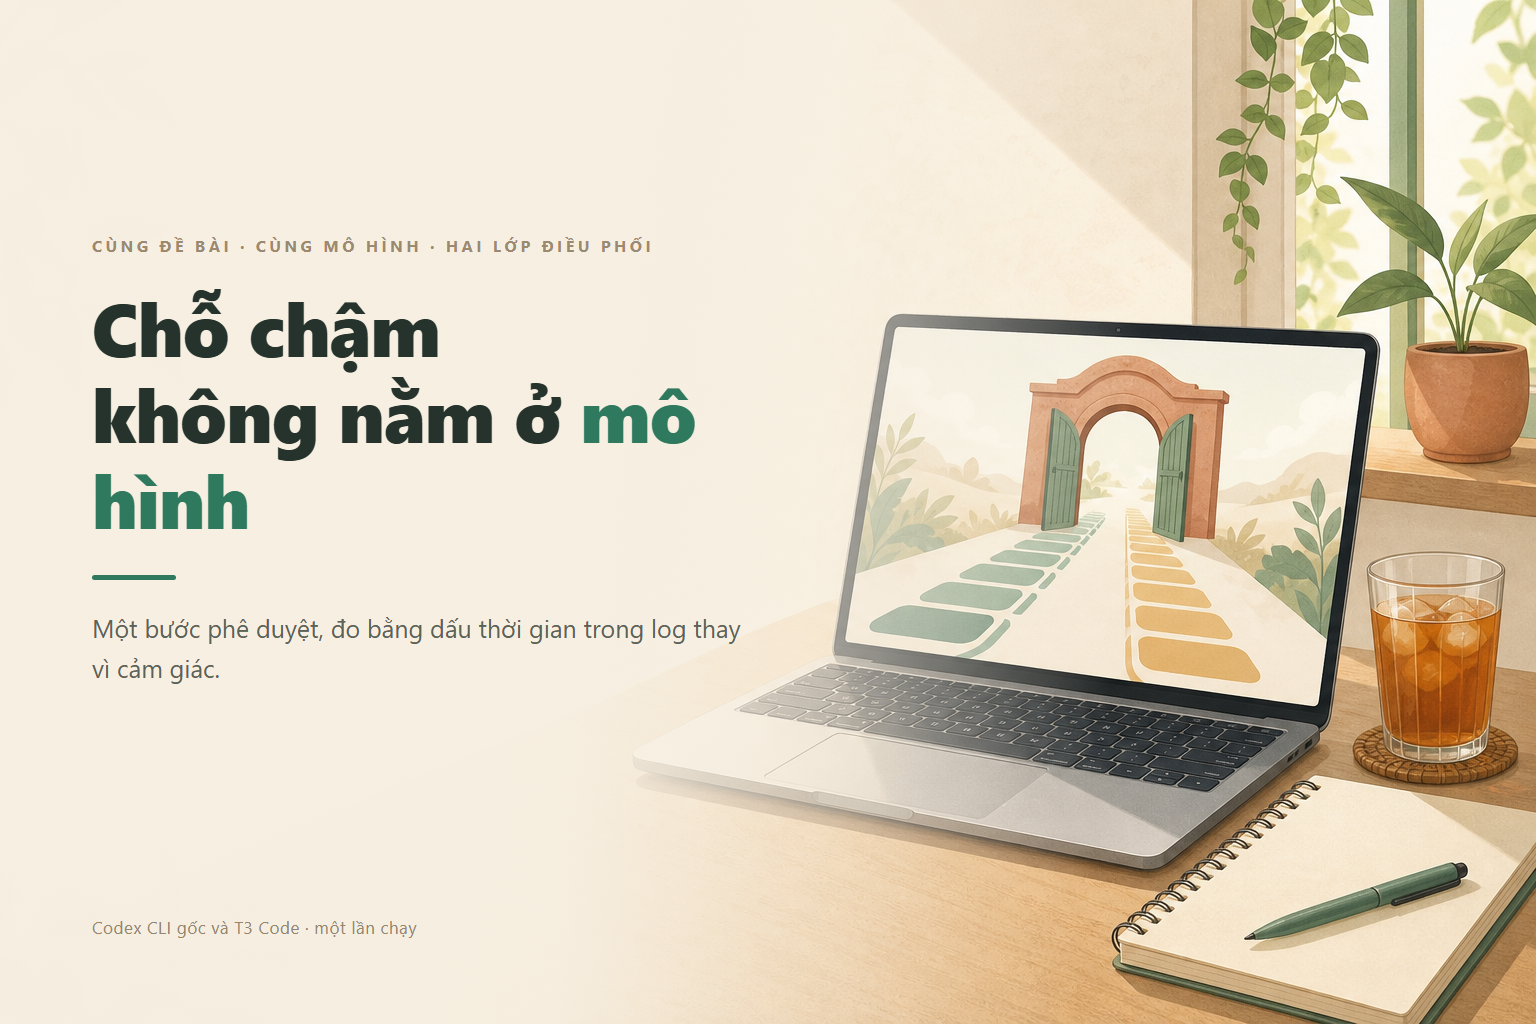 CÙNG ĐỀ BÀI · CÙNG MÔ HÌNH · HAI LỚP ĐIỀU PHỐI
Chỗ chậm
không nằm ở mô
hình
Một bước phê duyệt, đo bằng dấu thời gian trong log thay
vì cảm giác.
Codex CLI gốc và T3 Code · một lần chạy